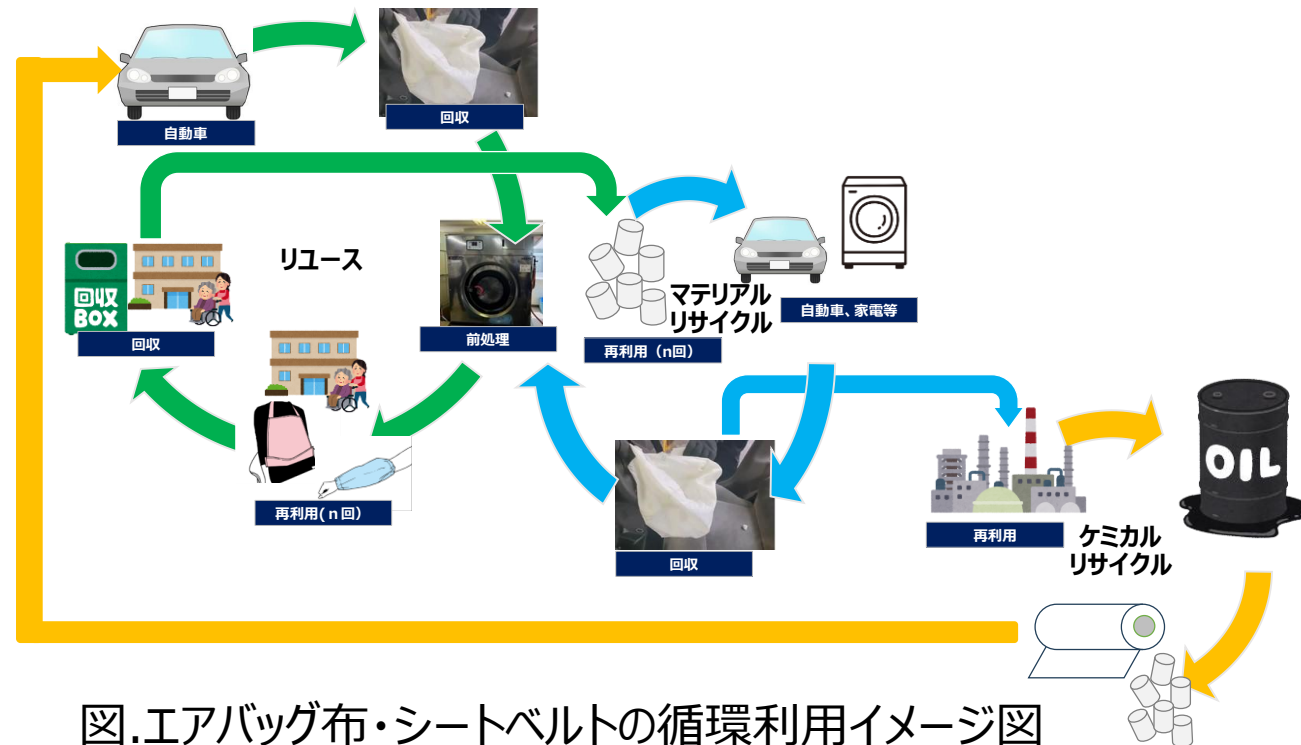 自動車
回収
リユース
回収
BOX
回収
前処理
マテリアル
リサイクル
再利用（n回）
自動車、家電等
再利用(ｎ回）
回収
OIL
再利用
ケミカル
リサイクル
図.エアバッグ布・シートベルトの循環利用イメージ図